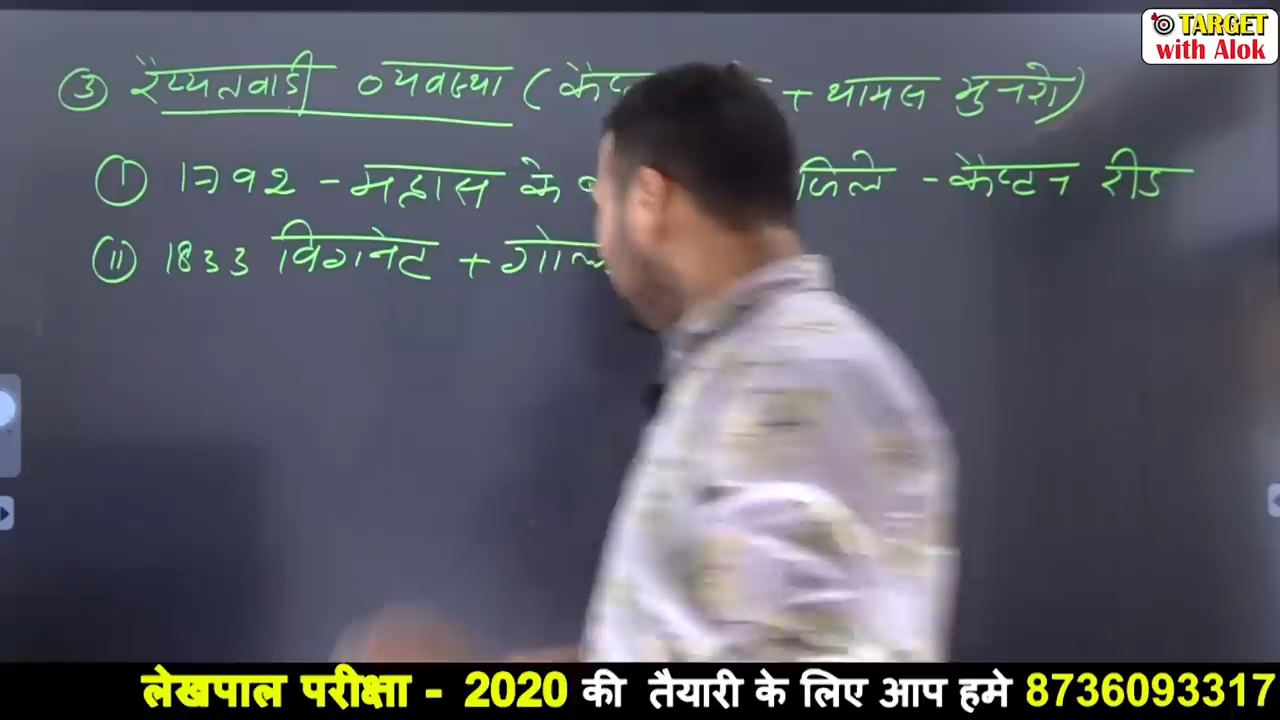 TARGET
with Alok
③ रैय्यतवाडी व्यवस्था ( + थामस मुनरो)
① 1792 - मद्रास के जिले - कैप्टन रीड
② 1833 विगनेट +
लेखपाल परीक्षा - 2020 की तैयारी के लिए आप हमे 8736093317